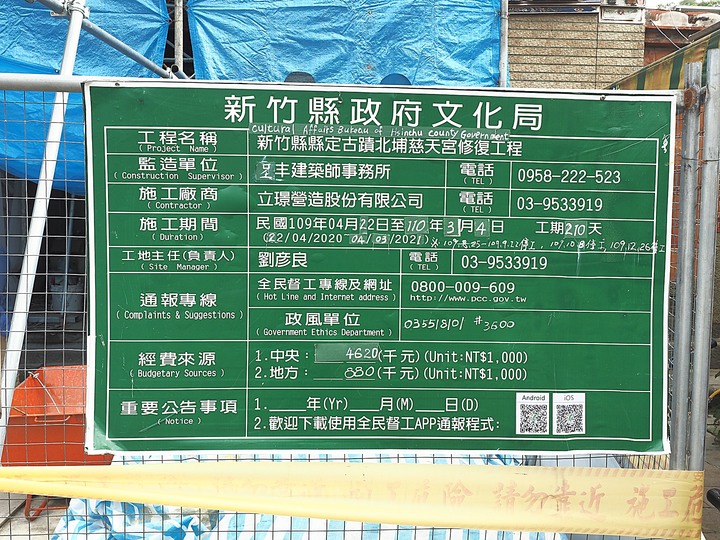 新竹縣政府文化局
Cultural Affairs Bureau of Hsinchu County Government
工程名稱
( Project Name )
新竹縣縣定古蹟北埔慈天宮修復工程
監造單位
( Construction Supervisor )
豆丰建築師事務所
電話
( TEL )
0958-222-523
施工廠商
( Contractor )
立璟營造股份有限公司
電話
( TEL )
03-9533919
施工期間
( Duration )
民國109年04月22日至110年3月4日 工期210天
(22/04/2020 04/03/2021)
工地主任(負責人)
( Site Manager )
劉彥良
電話
( TEL )
03-9533919
通報專線
( Complaints & Suggestions )
全民督工專線及網址
( Hot Line and Internet address )
0800-009-609
http://www.pcc.gov.tw
政風單位
( Government Ethics Department )
035518101 #3600
經費來源
( Budgetary Sources )
1.中央: 4620(千元)(Unit:NT$1,000)
2.地方: 880(千元)(Unit:NT$1,000)
重要公告事項
( Notice )
1.____年(Yr)____月(M)____日(D)
2.歡迎下載使用全民督工APP通報程式:
Android
iOS
危險 請勿靠近 施工危